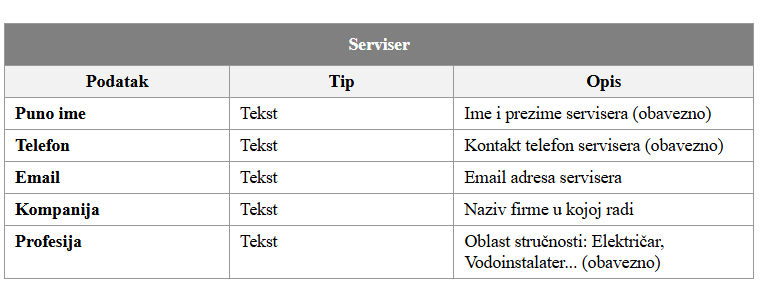 Serviser
Podatak Tip Opis
Puno ime Tekst Ime i prezime servisera (obavezno)
Telefon Tekst Kontakt telefon servisera (obavezno)
Email Tekst Email adresa servisera
Kompanija Tekst Naziv firme u kojoj radi
Profesija Tekst Oblast stručnosti: Električar,
Vodoinstalater... (obavezno)